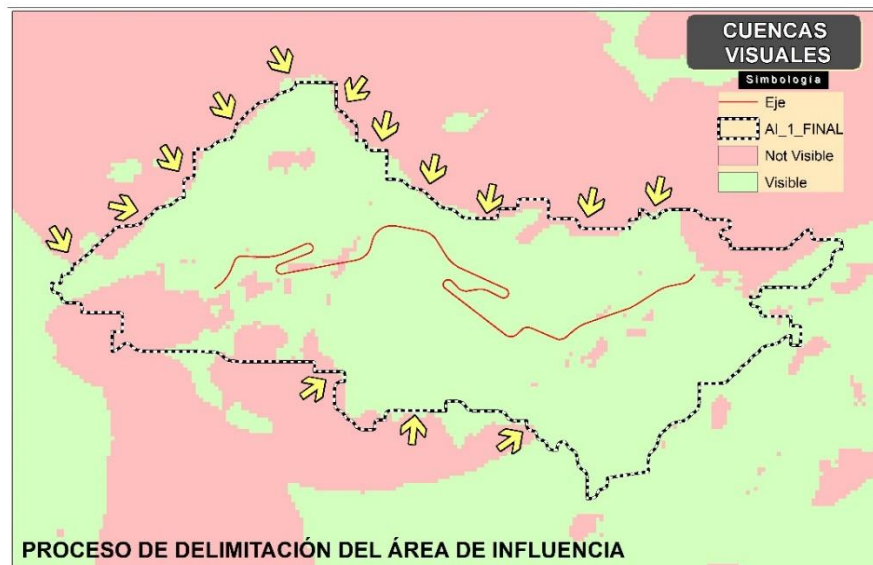 CUENCAS
VISUALES
Simbología
Eje
AI_1_FINAL
Not Visible
Visible
PROCESO DE DELIMITACIÓN DEL ÁREA DE INFLUENCIA